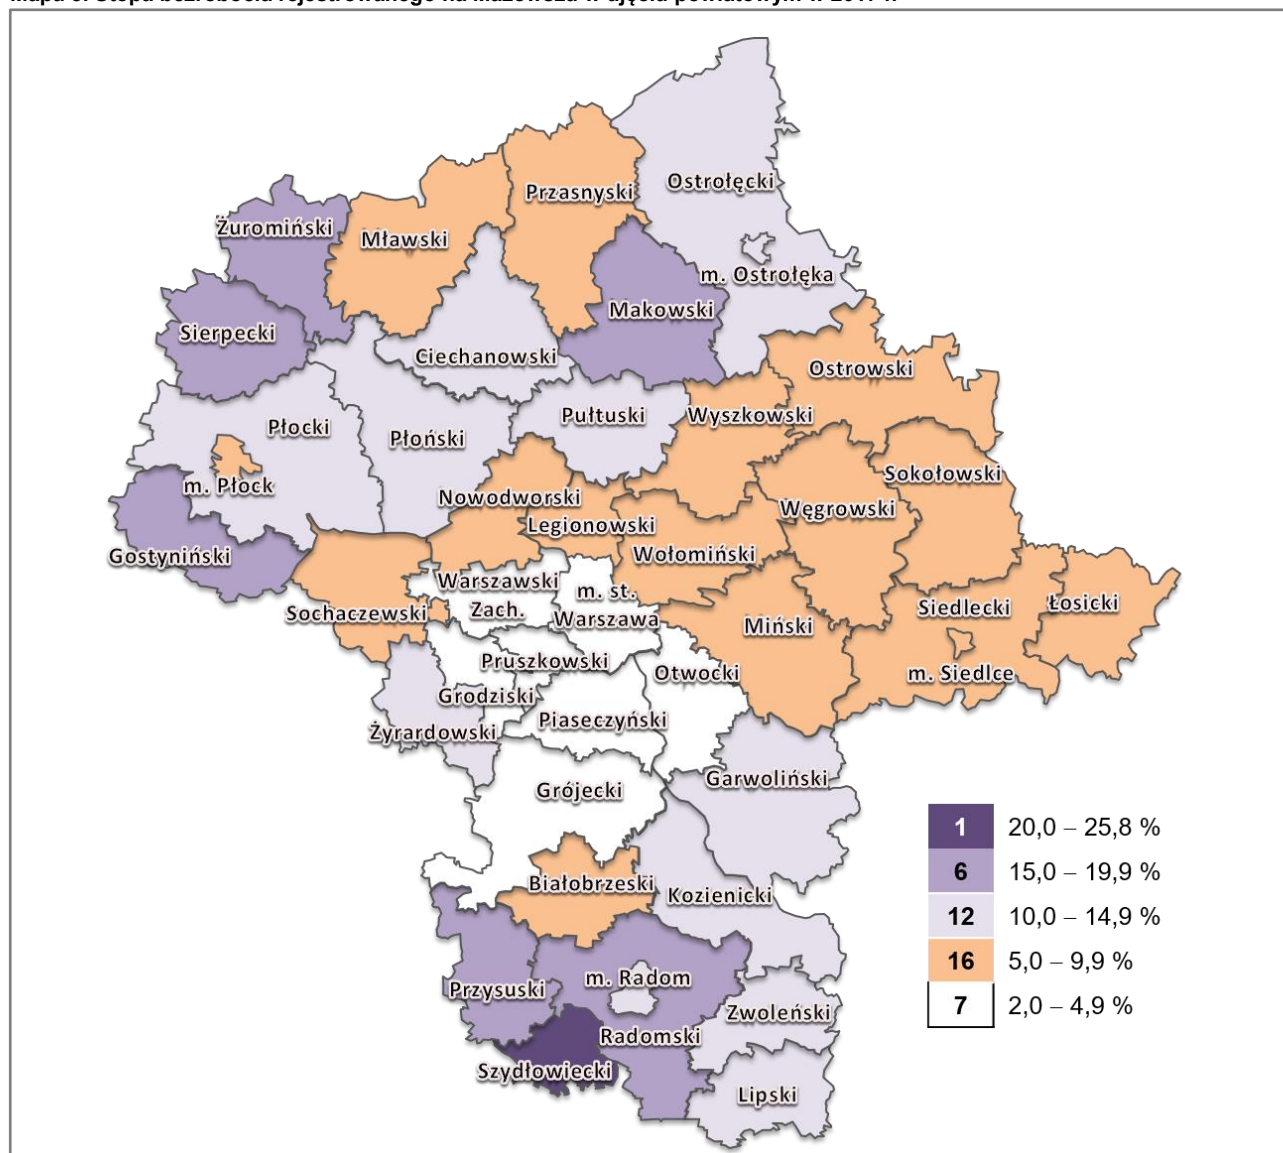 Ostrołęcki
Przasnyski
Żuromiński
Mławski
m. Ostrołęka
Makowski
Sierpecki
Ciechanowski
Ostrowski
Płocki
Płoński
Pułtuski
Wyszkowski
Sokołowski
m. Płock
Nowodworski
Węgrowski
Legionowski
Gostyniński
Wołomiński
Warszawski
Zach.
m. st.
Warszawa
Sochaczewski
Miński
Siedlecki
Łosicki
Pruszkowski
Otwocki
m. Siedlce
Grodziski
Żyrardowski
Piaseczyński
Garwoliński
Grójecki
Białobrzeski
Kozienicki
Przysuski
m. Radom
Zwoleński
Radomski
Szydłowiecki
Lipski
1 20,0 – 25,8 %
6 15,0 – 19,9 %
12 10,0 – 14,9 %
16 5,0 – 9,9 %
7 2,0 – 4,9 %